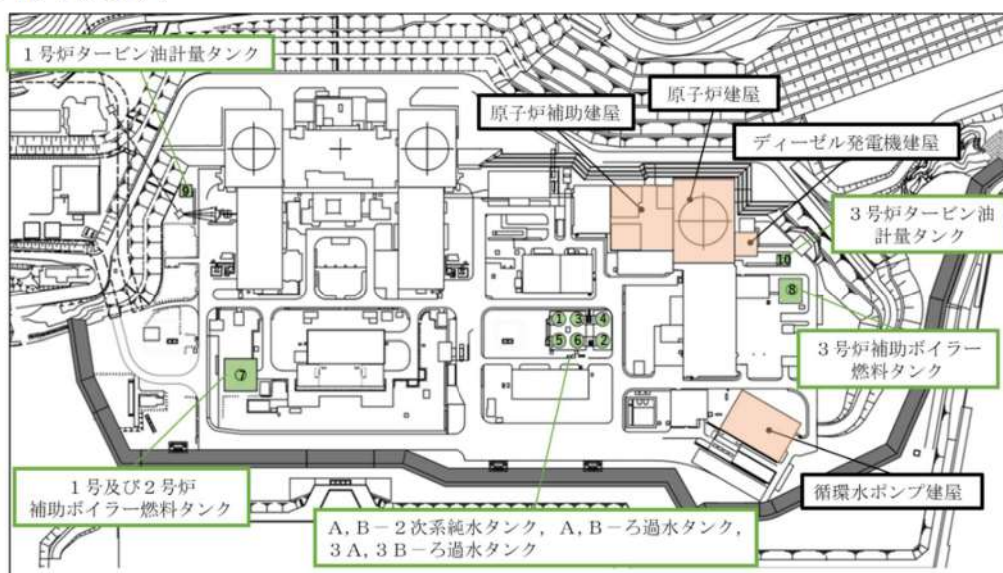 1号炉タービン油計量タンク
原子炉補助建屋
原子炉建屋
ディーゼル発電機建屋
3号炉タービン油
計量タンク
9
10
⑧
①③④
⑤⑥②
⑦
3号炉補助ボイラー
燃料タンク
1号及び2号炉
補助ボイラー燃料タンク
A,B-2次系純水タンク,A,B-ろ過水タンク,
3A,3B-ろ過水タンク
循環水ポンプ建屋